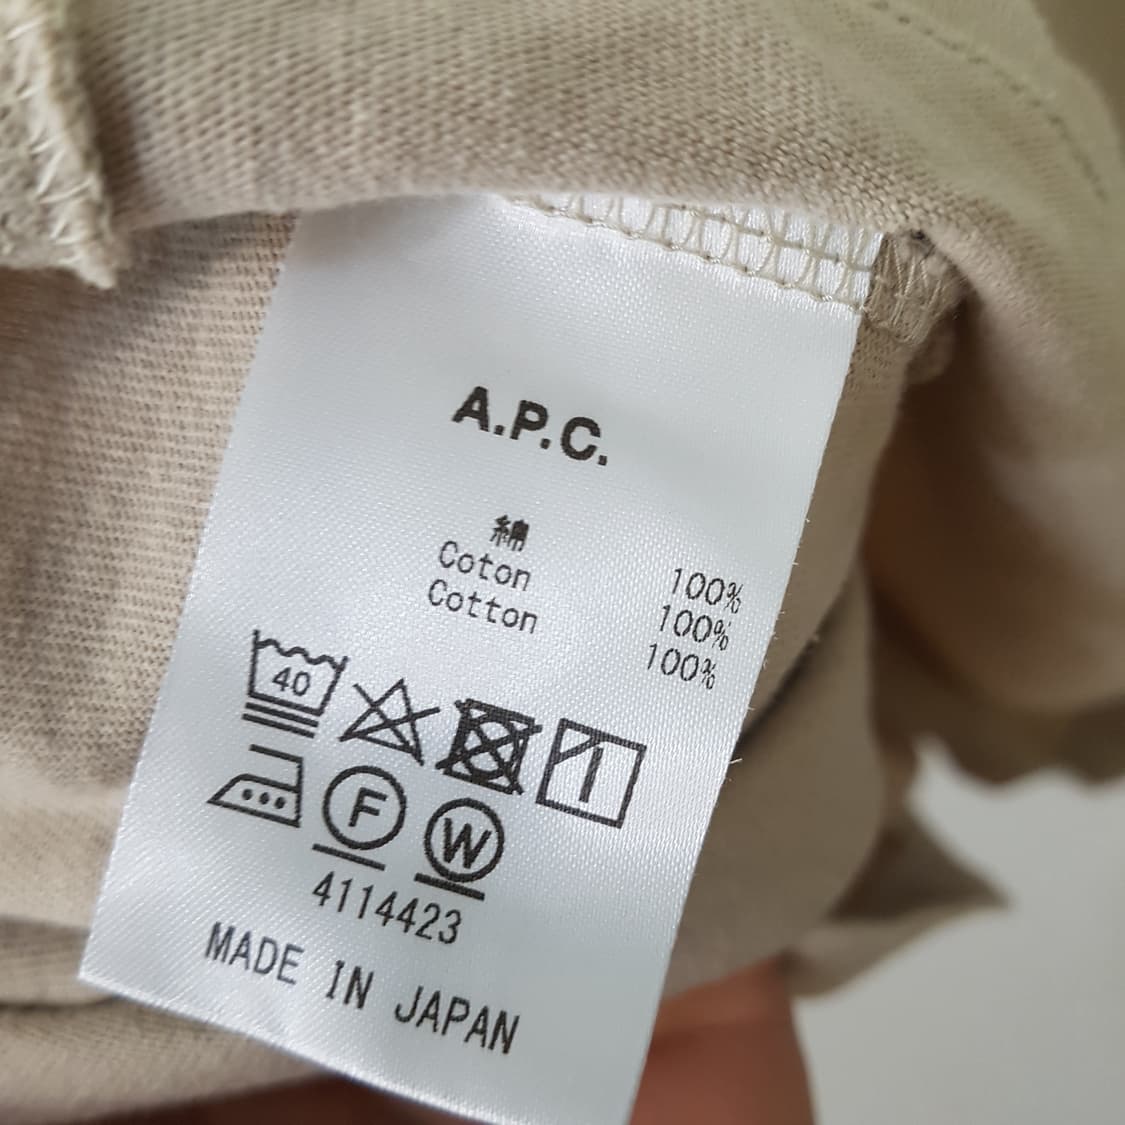 A.P.C.
綿 100%
Coton 100%
Cotton 100%
40
F W
4114423
MADE IN JAPAN